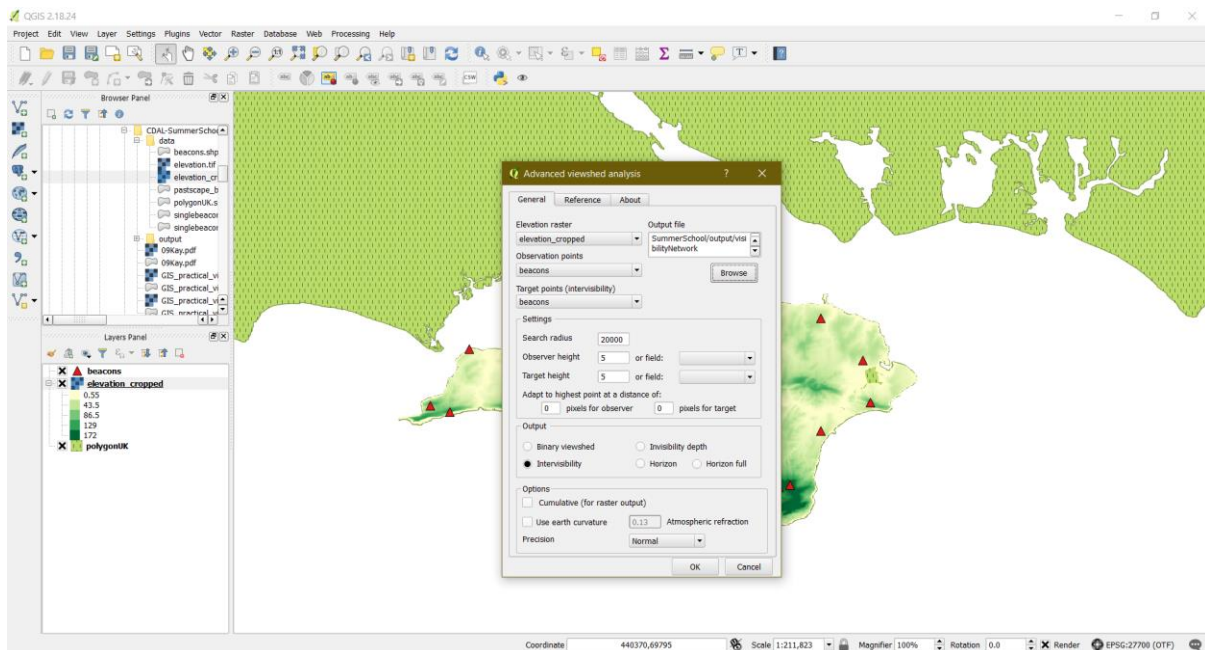 QGIS 2.18.24
Project Edit View Layer Settings Plugins Vector Raster Database Web Processing Help
CSW
Browser Panel
CDAL-SummerSchoo
data
beacons.shp
elevation.tif
elevation_cr
pastscape_b
polygonUK.s
singlebeacor
singlebeacor
output
09Kay.pdf
09Kay.pdf
GIS_practical_vi
GIS_practical_vi
GIS_practical_vi
GIS_practical_vi
Layers Panel
beacons
elevation_cropped
0.55
43.5
86.5
129
172
polygonUK
Advanced viewshed analysis ?
General Reference About
Elevation raster Output file
elevation_cropped SummerSchool/output/visi
bilityNetwork
Observation points
beacons Browse
Target points (intervisibility)
beacons
Settings
Search radius 20000
Observer height 5 or field:
Target height 5 or field:
Adapt to highest point at a distance of:
0 pixels for observer 0 pixels for target
Output
Binary viewshed Invisibility depth
Intervisibility Horizon Horizon full
Options
Cumulative (for raster output)
Use earth curvature 0.13 Atmospheric refraction
Precision Normal
OK Cancel
Coordinate 440370,69795 Scale 1:211,823 Magnifier 100% Rotation 0.0 Render EPSG:27700 (OTF)